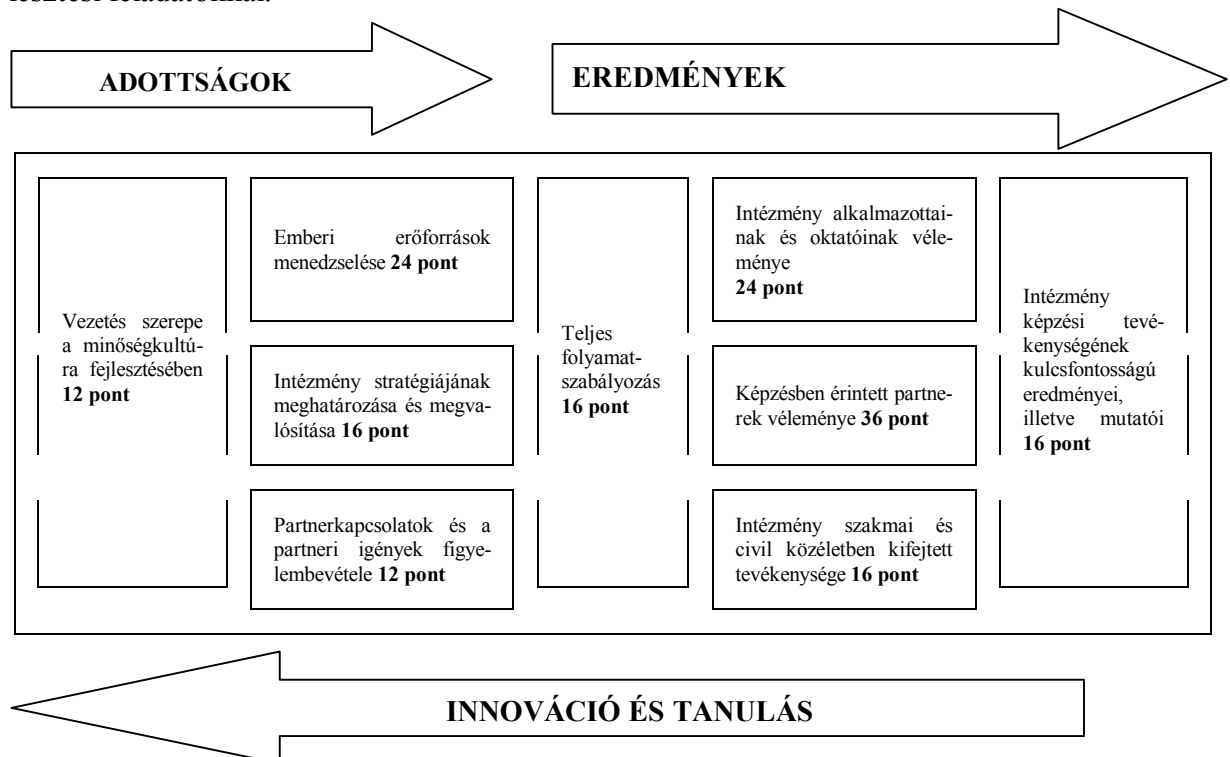 ADOTTSÁGOK
EREDMÉNYEK
Vezetés szerepe
a minőségkultú-
ra fejlesztésében
12 pont
Emberi erőforrások
menedzselése 24 pont
Intézmény stratégiájának
meghatározása és megva-
lósítása 16 pont
Partnerkapcsolatok és a
partneri igények figye-
lembevétele 12 pont
Teljes
folyamat-
szabályozás
16 pont
Intézmény alkalmazottai-
nak és oktatóinak véle-
ménye
24 pont
Képzésben érintett partne-
rek véleménye 36 pont
Intézmény szakmai és
civil közéletben kifejtett
tevékenysége 16 pont
Intézmény
képzési tevé-
kenységének
kulcsfontosságú
eredményei,
illetve mutatói
16 pont
INNOVÁCIÓ ÉS TANULÁS